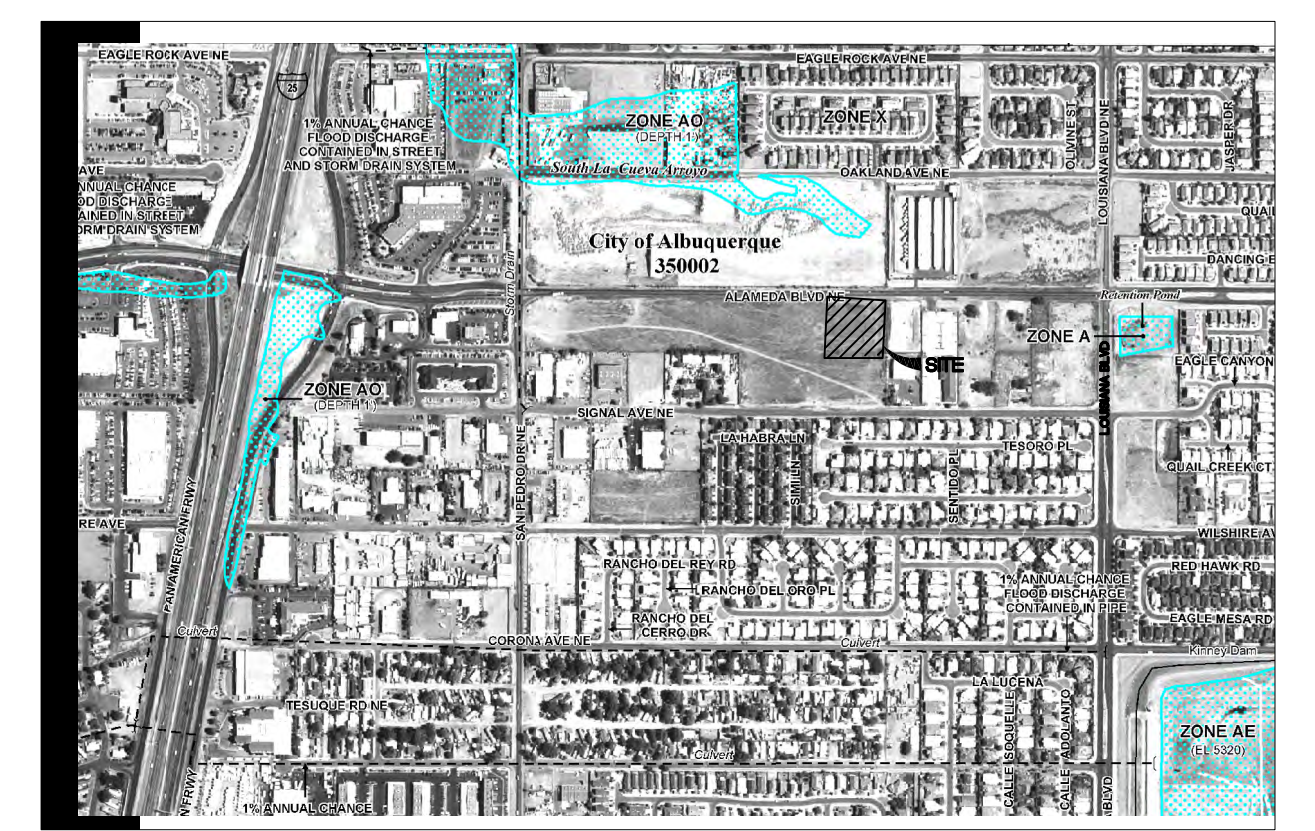 EAGLE ROCK AVE NE
EAGLE ROCK AVE NE
25
1% ANNUAL CHANCE
FLOOD DISCHARGE
CONTAINED IN STREET
AND STORM DRAIN SYSTEM
ZONE AO
(DEPTH 1')
ZONE X
OLIVINE ST
LOUISIANA BLVD NE
JASPER DR
South La Cueva Arroyo
OAKLAND AVE NE
AVE
ANNUAL CHANCE
OD DISCHARGE
AINED IN STREET
ORM DRAIN SYSTEM
QUAI
City of Albuquerque
350002
DANCING E
Storm Drain
ALAMEDA BLVD NE
Retention Pond
ZONE A
SITE
EAGLE CANYON
LOUISIANA BLVD
ZONE AO
(DEPTH 1')
SIGNAL AVE NE
LA HABRA LN
TESORO PL
SIMI LN
SENTIDO PL
QUAIL CREEK CT
SAN PEDRO DR NE
PAN AMERICAN FRWY
RE AVE
WILSHIRE AV
RANCHO DEL REY RD
RED HAWK RD
RANCHO DEL ORO PL
1% ANNUAL CHANCE
FLOOD DISCHARGE
CONTAINED IN PIPE
RANCHO DEL
CERRO DR
EAGLE MESA RD
Culvert
CORONA AVE NE
Culvert
Kinney Dam
LA LUCENA
TESUQUE RD NE
CALLE SOQUELLE
CALLE ADOLANTO
ZONE AE
(EL 5320)
Culvert
N FRWY
1% ANNUAL CHANCE
ABLVD